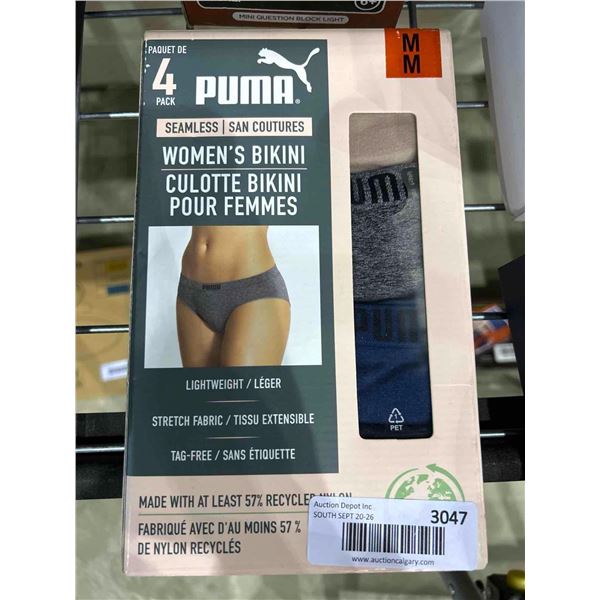 MINI QUESTION BLOCK LIGHT
PAQUET DE
4
PACK
PUMA
M
M
SEAMLESS | SAN COUTURES
WOMEN'S BIKINI
CULOTTE BIKINI
POUR FEMMES
PUMA
LIGHTWEIGHT / LÉGER
STRETCH FABRIC / TISSU EXTENSIBLE
TAG-FREE / SANS ÉTIQUETTE
PET
MADE WITH AT LEAST 57% RECYCLED NYLON
FABRIQUÉ AVEC D'AU MOINS 57 %
DE NYLON RECYCLÉS
Auction Depot Inc
SOUTH SEPT 20-26
3047
www.auctioncalgary.com